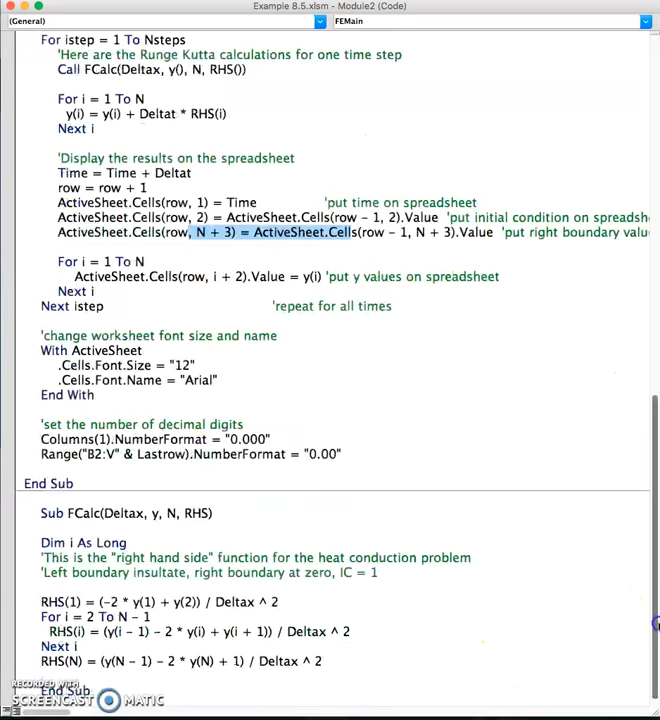 Example 8.5.xlsm - Module2 (Code)
(General) FEMain
For istep = 1 To Nsteps
'Here are the Runge Kutta calculations for one time step
Call FCalc(Deltax, y(), N, RHS())
For i = 1 To N
y(i) = y(i) + Deltat * RHS(i)
Next i
'Display the results on the spreadsheet
Time = Time + Deltat
row = row + 1
ActiveSheet.Cells(row, 1) = Time 'put time on spreadsheet
ActiveSheet.Cells(row, 2) = ActiveSheet.Cells(row - 1, 2).Value 'put initial condition on spreadsh
ActiveSheet.Cells(row, N + 3) = ActiveSheet.Cells(row - 1, N + 3).Value 'put right boundary valu
For i = 1 To N
ActiveSheet.Cells(row, i + 2).Value = y(i) 'put y values on spreadsheet
Next i
Next istep 'repeat for all times
'change worksheet font size and name
With ActiveSheet
.Cells.Font.Size = "12"
.Cells.Font.Name = "Arial"
End With
'set the number of decimal digits
Columns(1).NumberFormat = "0.000"
Range("B2:V" & Lastrow).NumberFormat = "0.00"
End Sub
Sub FCalc(Deltax, y, N, RHS)
Dim i As Long
'This is the "right hand side" function for the heat conduction problem
'Left boundary insultate, right boundary at zero, IC = 1
RHS(1) = (-2 * y(1) + y(2)) / Deltax ^ 2
For i = 2 To N - 1
RHS(i) = (y(i - 1) - 2 * y(i) + y(i + 1)) / Deltax ^ 2
Next i
RHS(N) = (y(N - 1) - 2 * y(N) + 1) / Deltax ^ 2
RECORDED WITH
End Sub
SCREENCAST MATIC